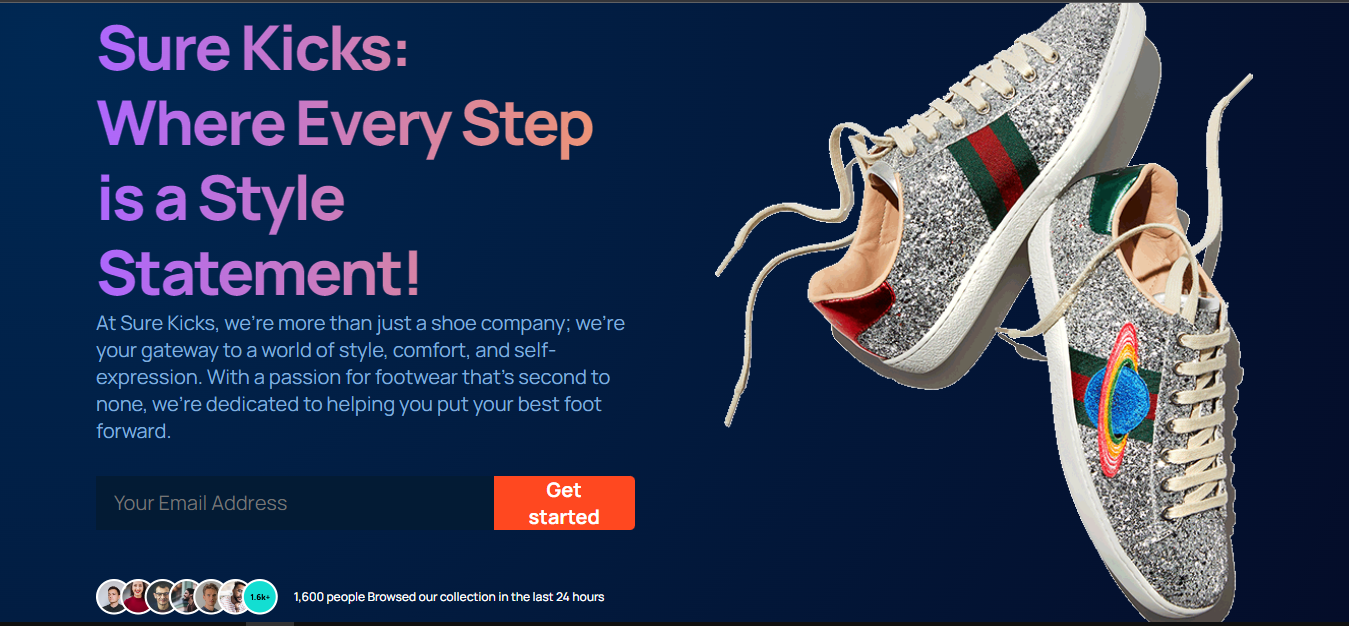 Sure Kicks:
Where Every Step
is a Style
Statement!
At Sure Kicks, we're more than just a shoe company; we're
your gateway to a world of style, comfort, and self-
expression. With a passion for footwear that's second to
none, we're dedicated to helping you put your best foot
forward.
Your Email Address
Get
started
1.6k+
1,600 people Browsed our collection in the last 24 hours